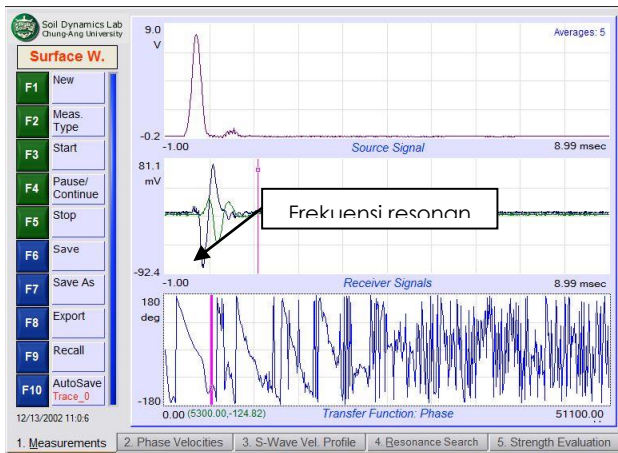 Soil Dynamics Lab
Chung-Ang University
Surface W.
F1 New
F2 Meas. Type
F3 Start
F4 Pause/ Continue
F5 Stop
F6 Save
F7 Save As
F8 Export
F9 Recall
F10 AutoSave Trace_0
12/13/2002 11:0:6
9.0
V
-0.2
Averages: 5
-1.00 Source Signal 8.99 msec
81.1
mV
-92.4
Frekuensi resonan
-1.00 Receiver Signals 8.99 msec
180
deg
-180
0.00 (5300.00,-124.82) Transfer Function: Phase 51100.00
1. Measurements 2. Phase Velocities 3. S-Wave Vel. Profile 4. Resonance Search 5. Strength Evaluation